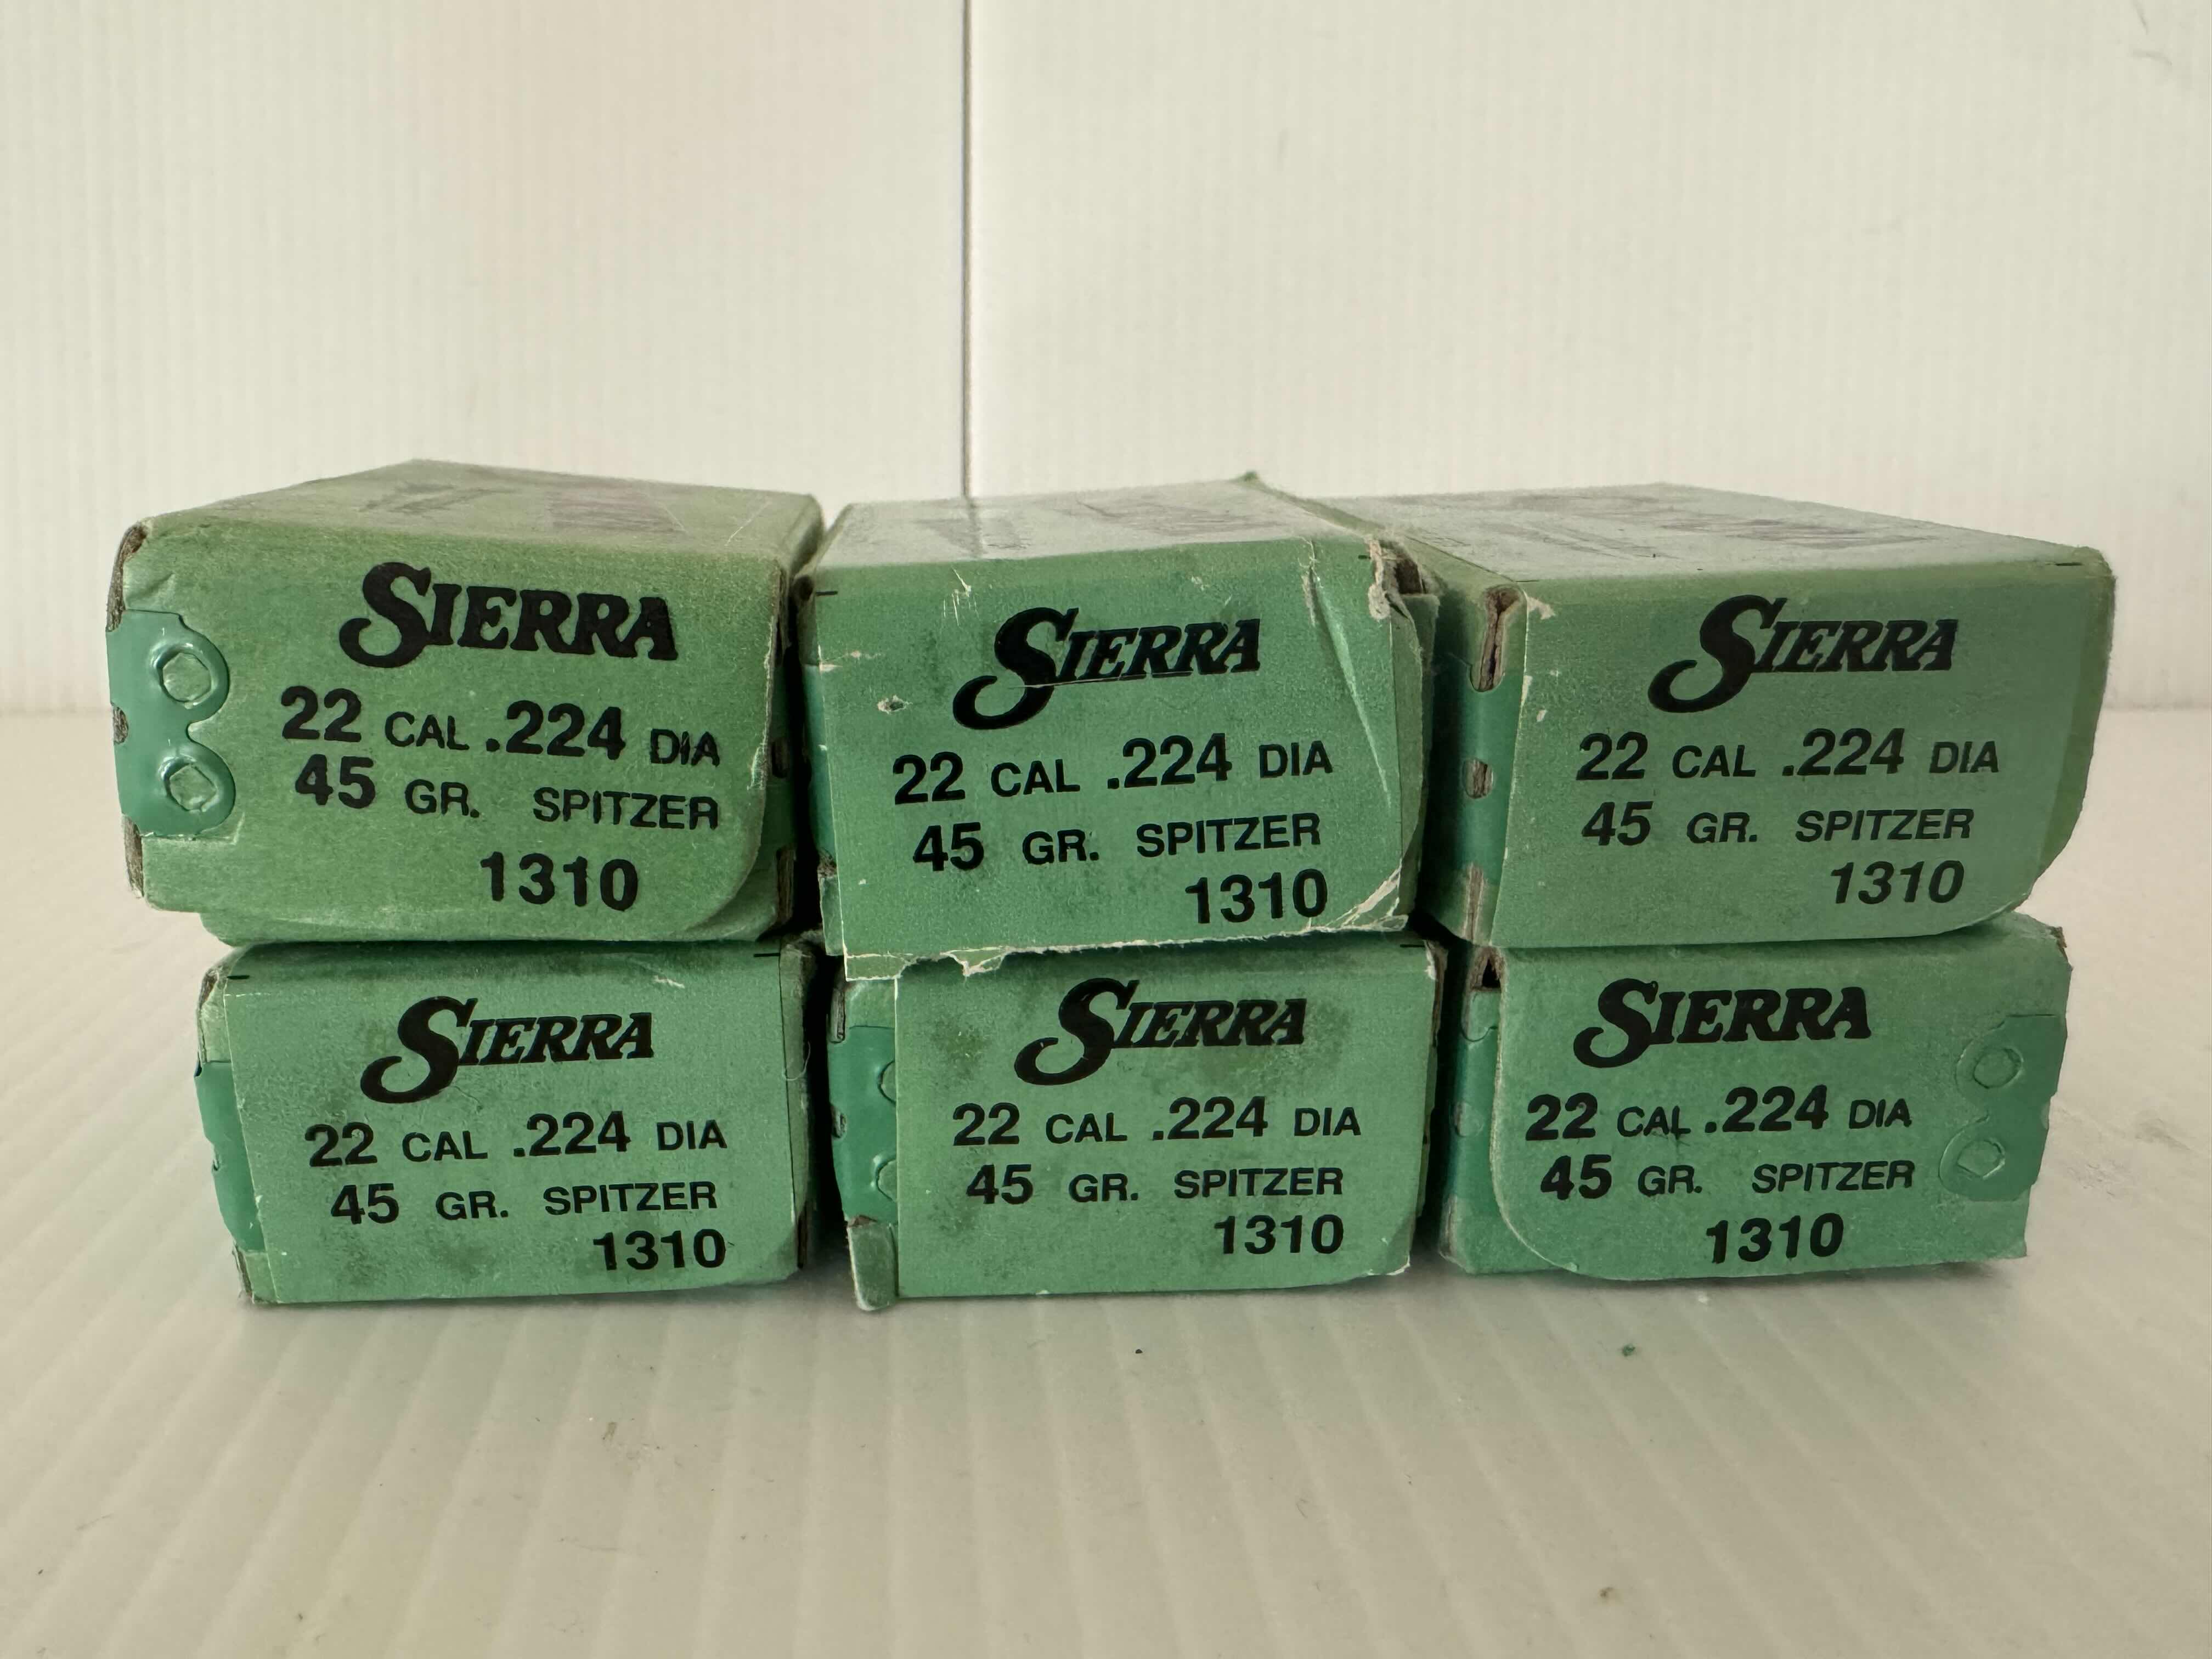 SIERRA
22 CAL .224 DIA
45 GR. SPITZER
1310
SIERRA
22 CAL .224 DIA
45 GR. SPITZER
1310
SIERRA
22 CAL .224 DIA
45 GR. SPITZER
1310
SIERRA
22 CAL .224 DIA
45 GR. SPITZER
1310
SIERRA
22 CAL .224 DIA
45 GR. SPITZER
1310
SIERRA
22 CAL .224 DIA
45 GR. SPITZER
1310